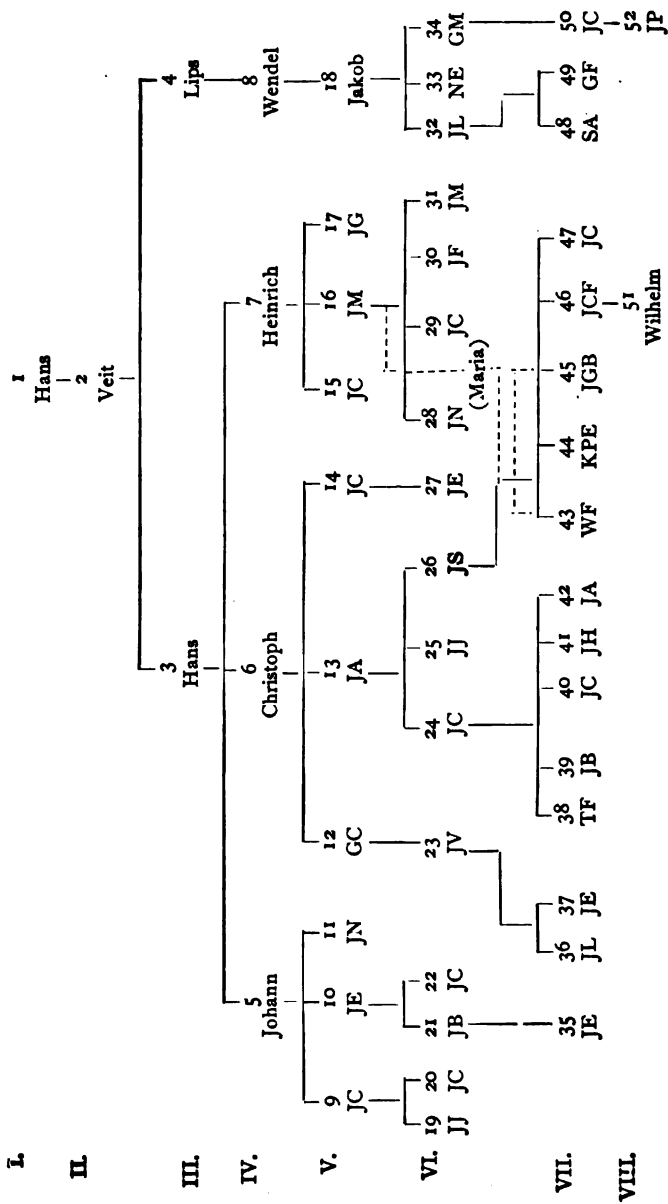 I.
1
Hans
II.
2
Veit
III.
3 4
Hans Lips
IV.
5 6 7 8
Johann Christoph Heinrich Wendel
V.
9 10 11 12 13 14 15 16 17 18
JC JE JN GC JA JC JC JM JG Jakob
VI.
19 20 21 22 23 24 25 26 27 28 29 30 31 32 33 34
JJ JC JB JC JV JC JJ JS JE JN JC JF JM JL NE GM
(Maria)
VII.
35 36 37 38 39 40 41 42 43 44 45 46 47 48 49 50
JE JL JE TF JB JC JH JA WF KPE JGB JCF JC SA GF JC
VIII.
51 52
Wilhelm JP